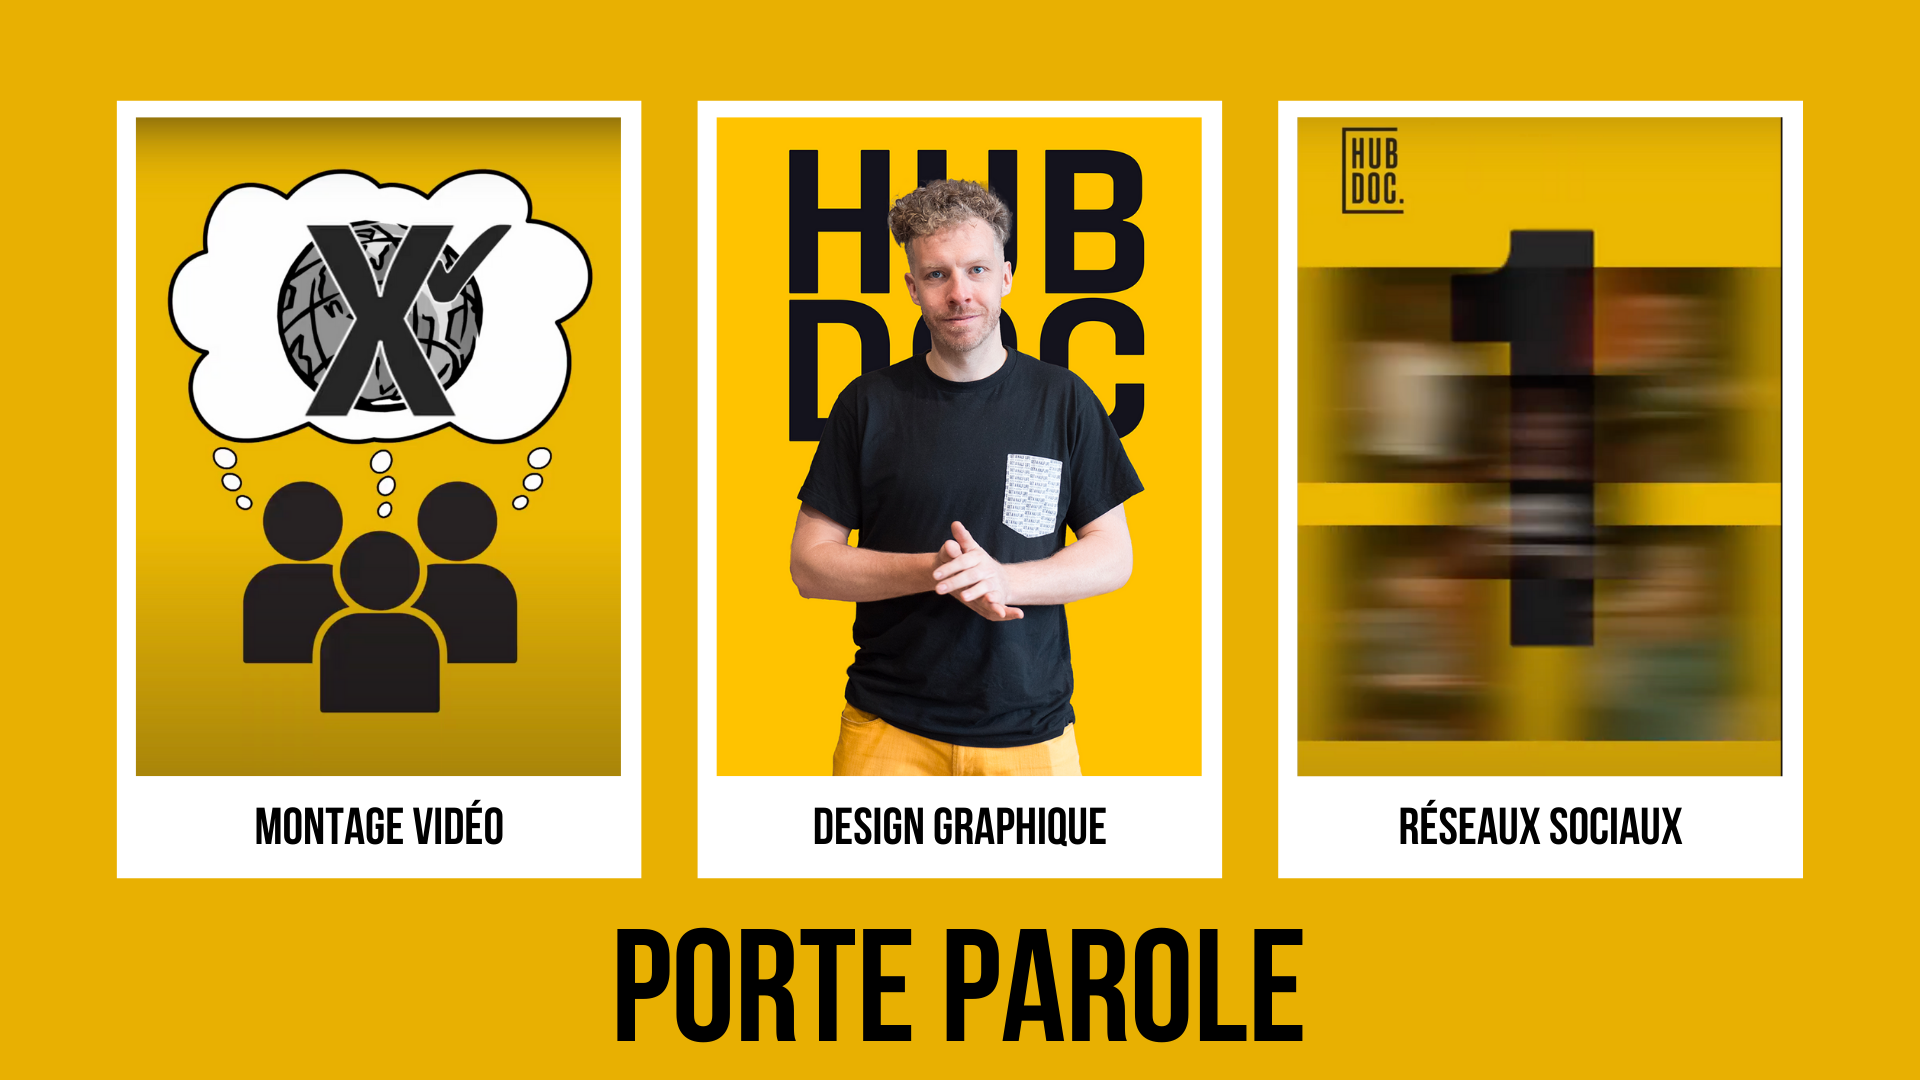 HUB
DOC
HUB
DOC.
1
MONTAGE VIDÉO
DESIGN GRAPHIQUE
RÉSEAUX SOCIAUX
PORTE PAROLE